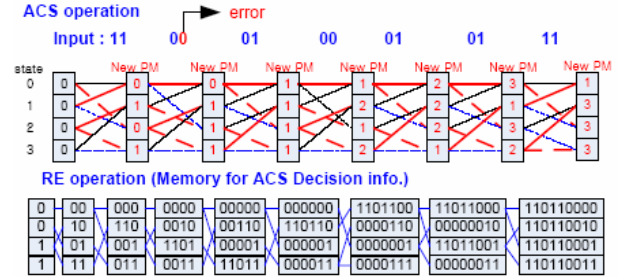 ACS operation error
Input : 11 00 01 00 01 01 11
state New PM New PM New PM New PM New PM New PM New PM
0 0 0 0 1 1 2 3 1
1 0 1 1 1 2 2 1 3
2 0 0 1 1 1 2 3 3
3 0 1 1 1 2 1 2 3
RE operation (Memory for ACS Decision info.)
0 00 000 0000 00000 000000 1101100 11011000 110110000
0 10 110 0010 00110 110110 0000110 00000010 110110010
1 01 001 1101 00001 000001 0000001 11011001 110110001
1 11 011 0011 11011 000011 0000111 00000011 110110011